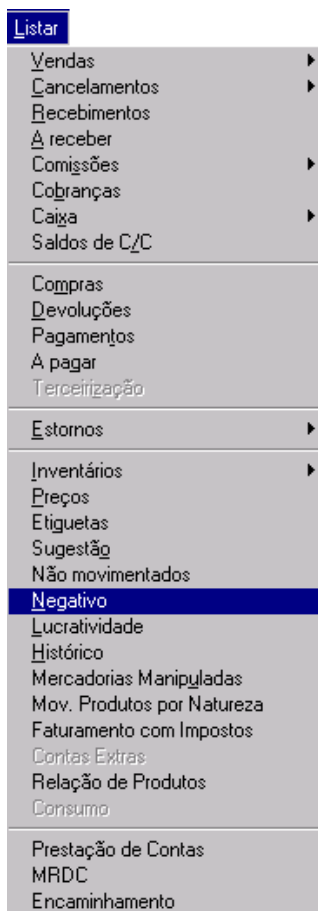 Listar
Vendas
Cancelamentos
Recebimentos
A receber
Comissões
Cobranças
Caixa
Saldos de C/C
Compras
Devoluções
Pagamentos
A pagar
Terceirização
Estornos
Inventários
Preços
Etiguetas
Sugestão
Não movimentados
Negativo
Lucratividade
Histórico
Mercadorias Manipuladas
Mov. Produtos por Natureza
Faturamento com Impostos
Contas Extras
Relação de Produtos
Consumo
Prestação de Contas
MRDC
Encaminhamento